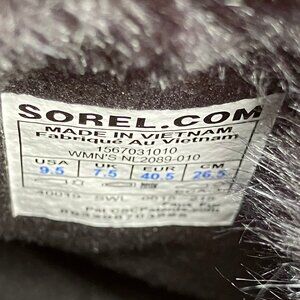 SOREL.COM
MADE IN VIETNAM
Fabriqué Au Vietnam
1567031010
WMN'S NL2089-010
USA UK EUR CM
9.5 7.5 40.5 26.5